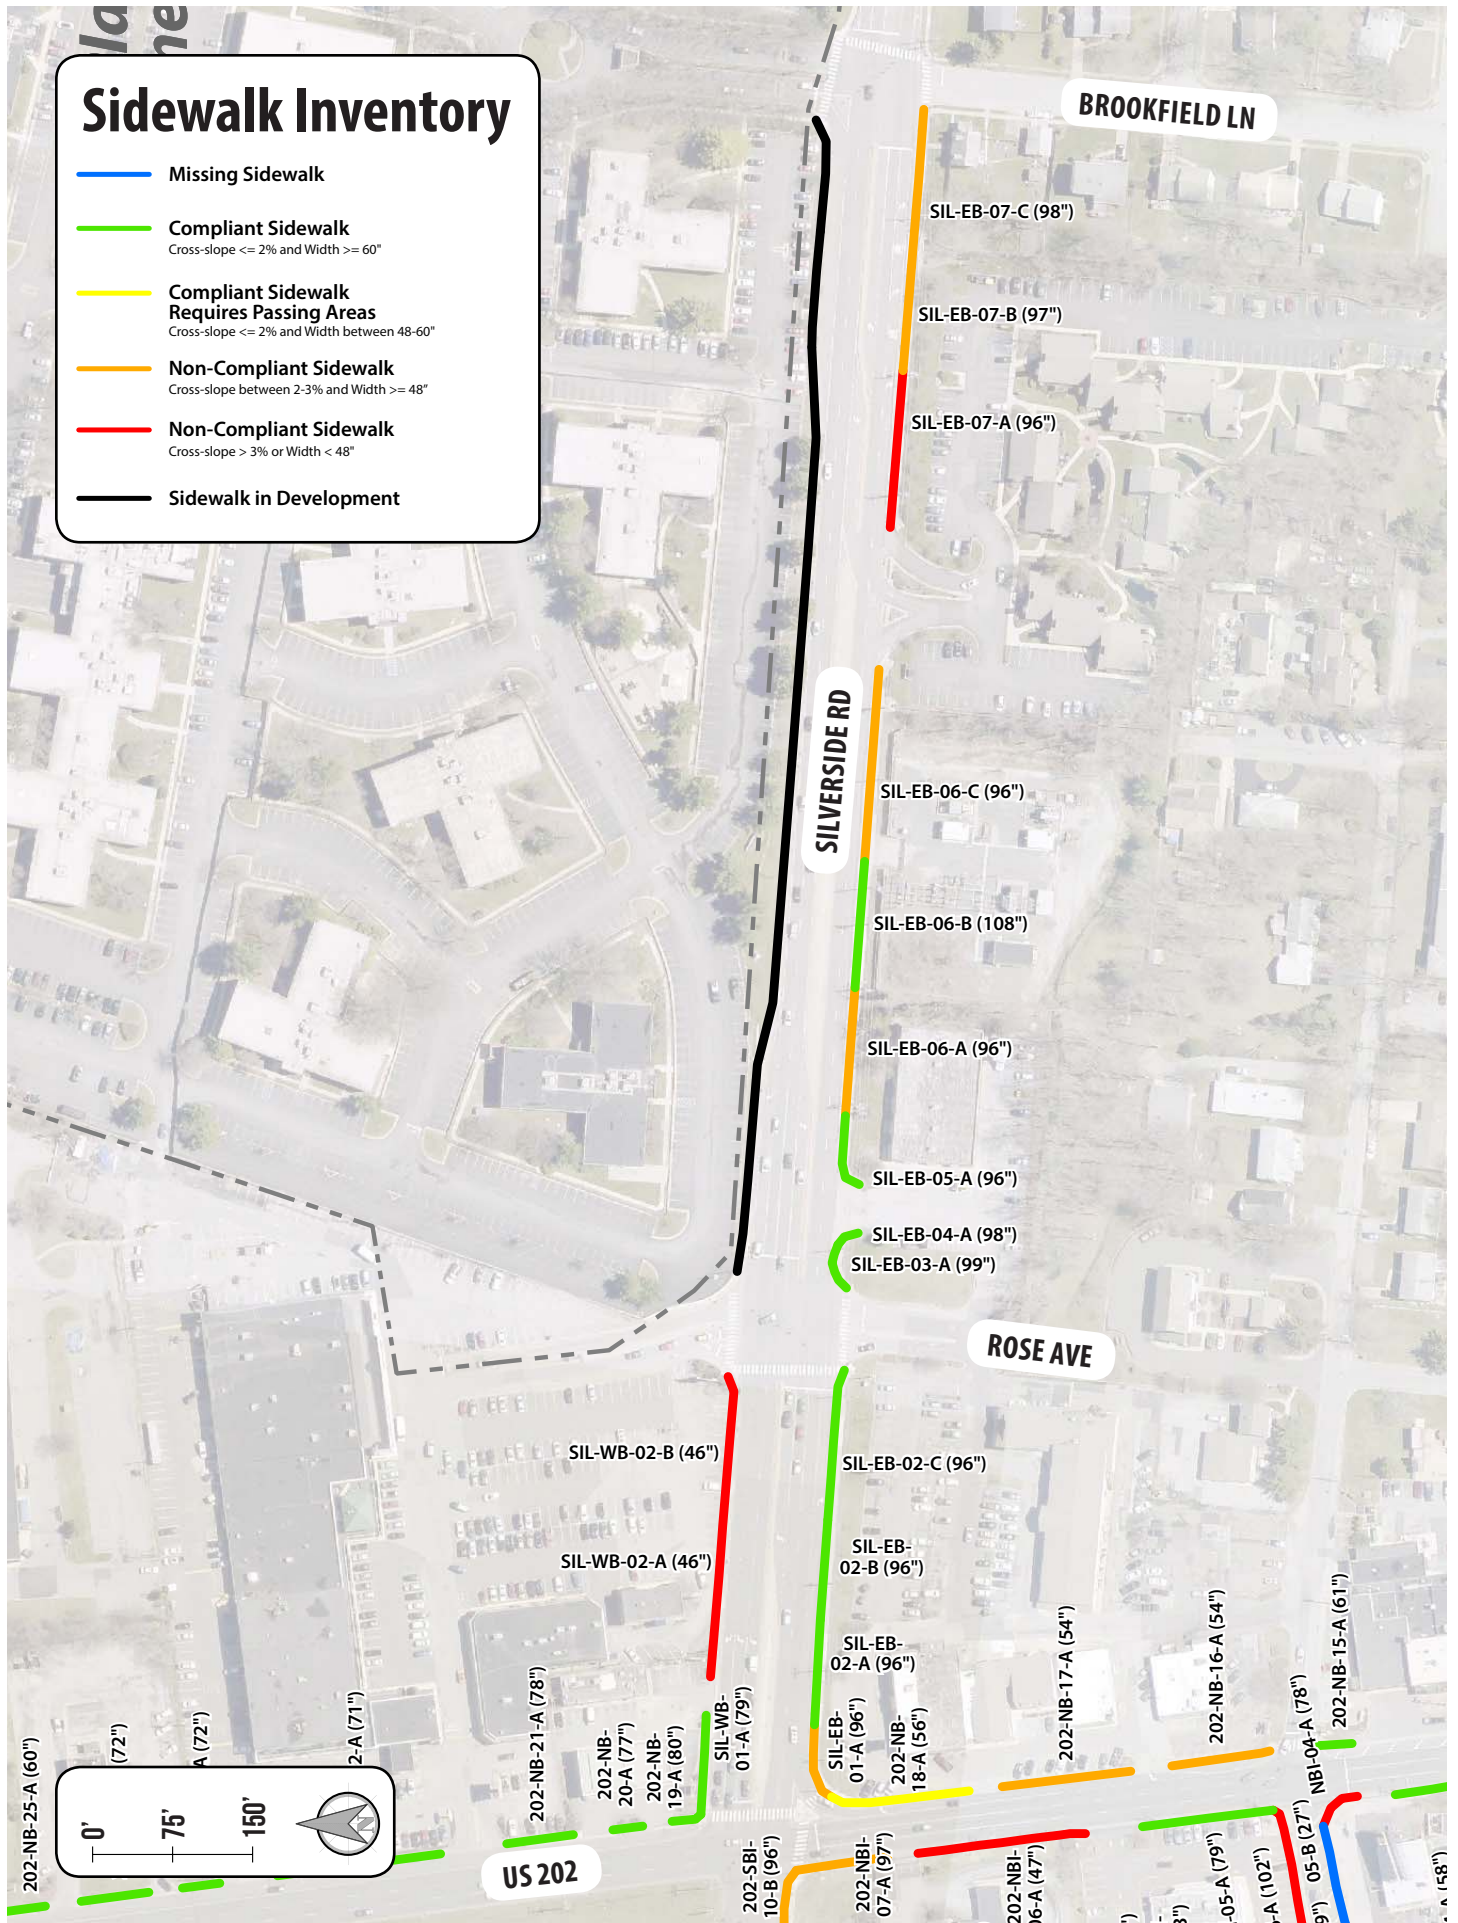 Sidewalk Inventory
Missing Sidewalk
Compliant Sidewalk
Cross-slope <= 2% and Width >= 60"
Compliant Sidewalk
Requires Passing Areas
Cross-slope <= 2% and Width between 48-60"
Non-Compliant Sidewalk
Cross-slope between 2-3% and Width >= 48"
Non-Compliant Sidewalk
Cross-slope > 3% or Width < 48"
Sidewalk in Development
BROOKFIELD LN
SIL-EB-07-C (98")
SIL-EB-07-B (97")
SIL-EB-07-A (96")
SILVERSIDE RD
SIL-EB-06-C (96")
SIL-EB-06-B (108")
SIL-EB-06-A (96")
SIL-EB-05-A (96")
SIL-EB-04-A (98")
SIL-EB-03-A (99")
ROSE AVE
SIL-WB-02-B (46")
SIL-EB-02-C (96")
SIL-WB-02-A (46")
SIL-EB-
02-B (96")
SIL-EB-
02-A (96")
202-NB-25-A (60")
(72")
A (72")
2-A (71")
202-NB-21-A (78")
202-NB-
20-A (77")
202-NB-
19-A (80")
SIL-WB-
01-A (79")
SIL-EB-
01-A (96")
202-NB-
18-A (56")
202-NB-17-A (54")
202-NB-16-A (54")
NBI-04-A (78")
202-NB-15-A (61")
0'
75'
150'
N
US 202
202-SBI-
10-B (96")
202-NBI-
07-A (97")
202-NBI-
06-A (47")
-05-A (79")
-A (102")
05-B (27")
A (58")